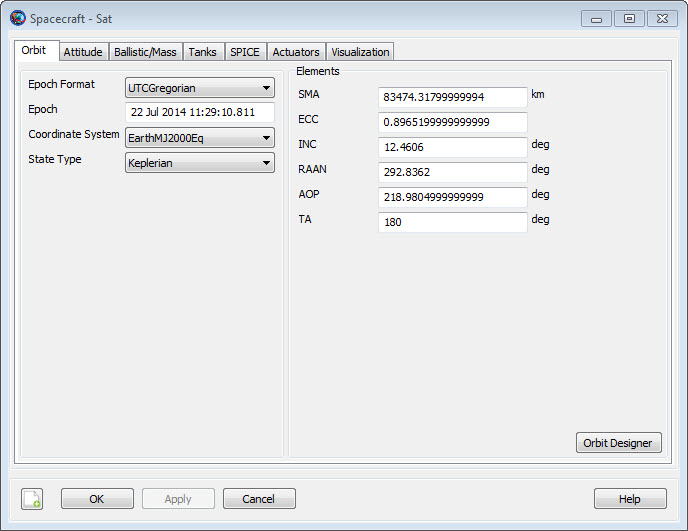 Spacecraft - Sat
Orbit Attitude Ballistic/Mass Tanks SPICE Actuators Visualization
Epoch Format UTCGregorian
Epoch 22 Jul 2014 11:29:10.811
Coordinate System EarthMJ2000Eq
State Type Keplerian
Elements
SMA 83474.31799999994 km
ECC 0.8965199999999999
INC 12.4606 deg
RAAN 292.8362 deg
AOP 218.9804999999999 deg
TA 180 deg
Orbit Designer
OK Apply Cancel Help